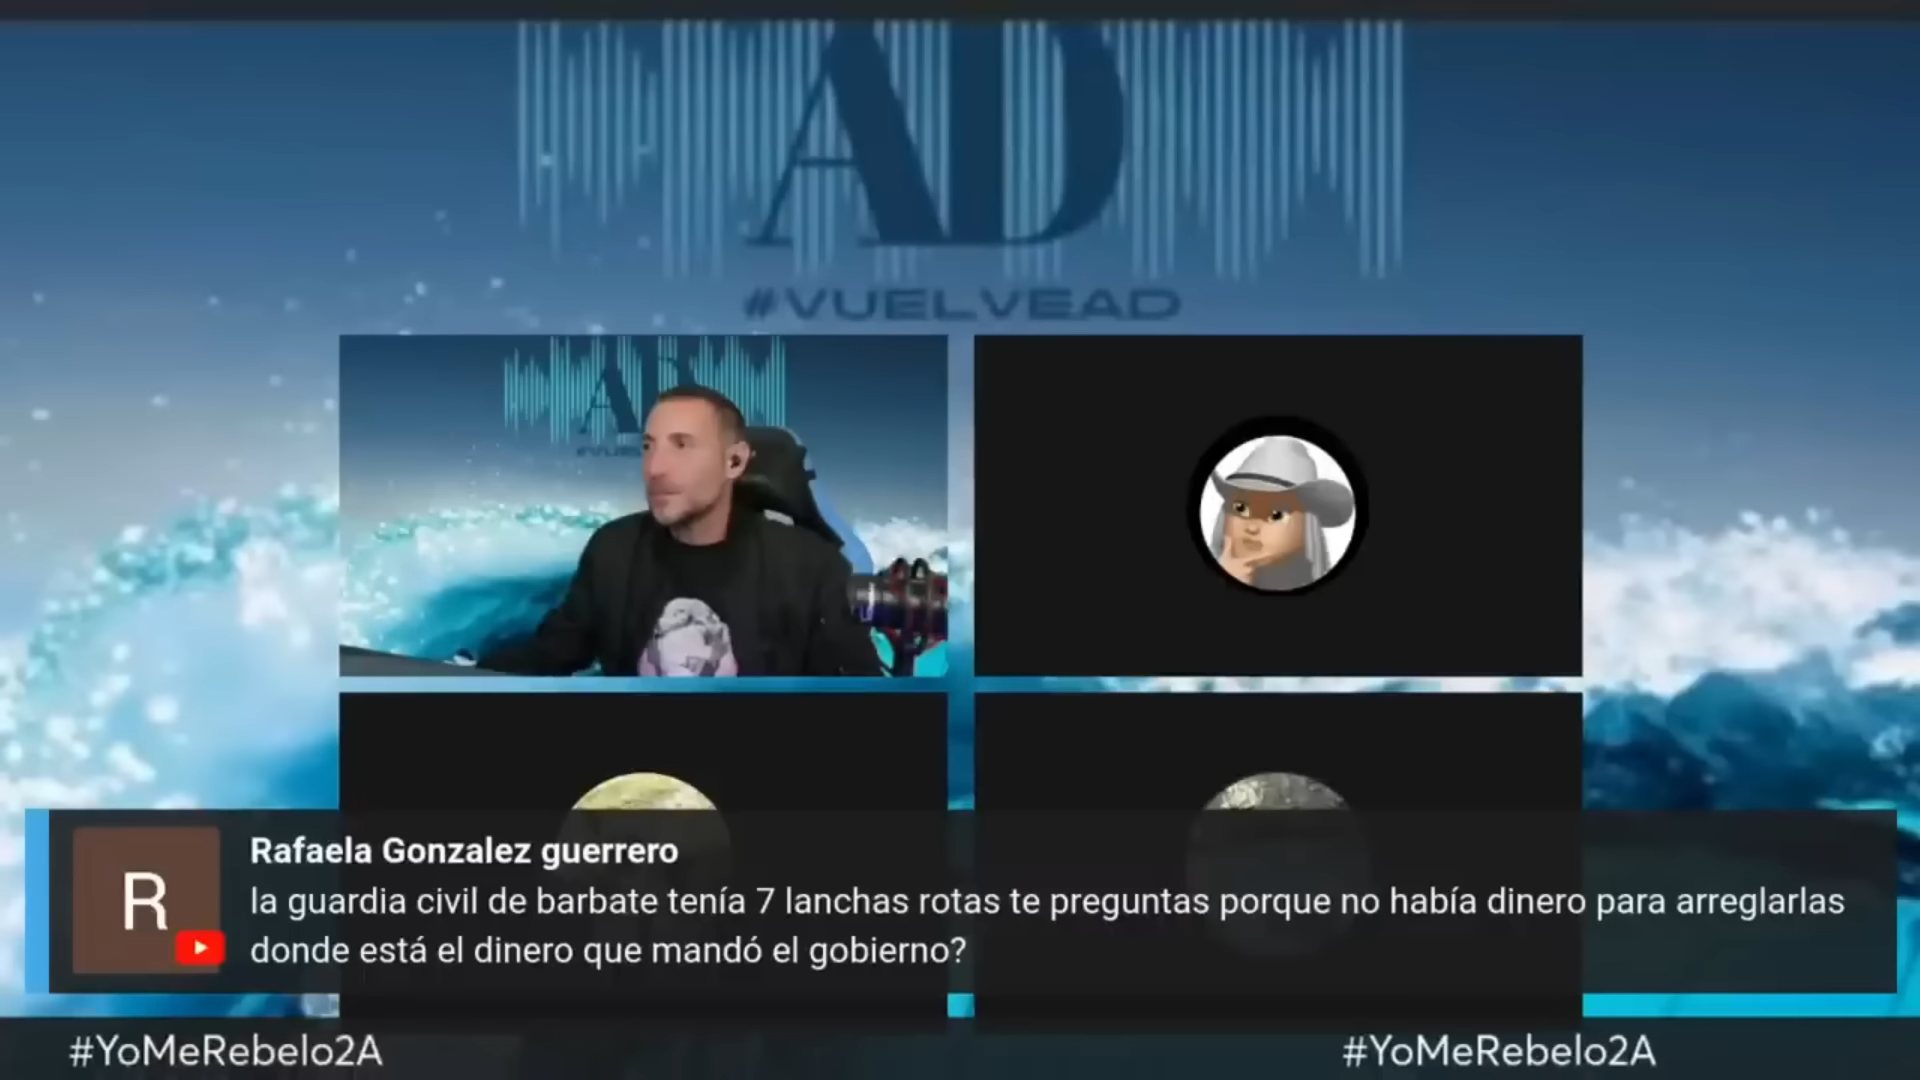 AD
#VUELVEAD
AD
Rafaela Gonzalez guerrero
R
la guardia civil de barbate tenía 7 lanchas rotas te preguntas porque no había dinero para arreglarlas
donde está el dinero que mandó el gobierno?
#YoMeRebelo2A #YoMeRebelo2A